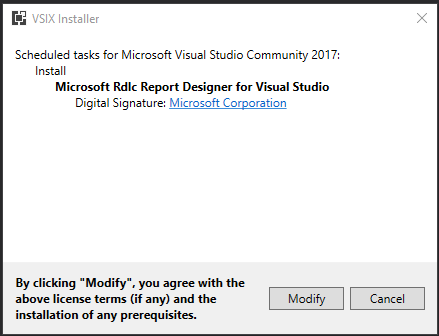 VSIX Installer
Scheduled tasks for Microsoft Visual Studio Community 2017:
Install
Microsoft Rdlc Report Designer for Visual Studio
Digital Signature: Microsoft Corporation
By clicking "Modify", you agree with the
above license terms (if any) and the
installation of any prerequisites.
Modify
Cancel